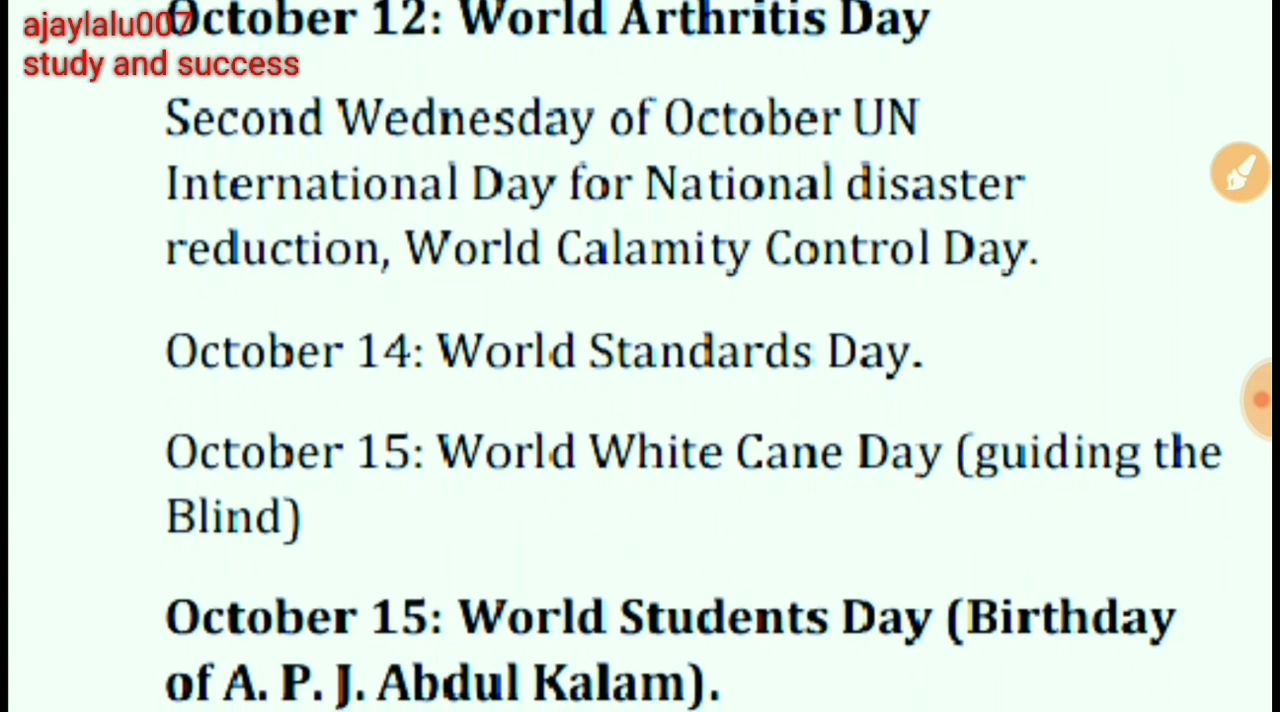 ajaylalu007
study and success
October 12: World Arthritis Day
Second Wednesday of October UN
International Day for National disaster
reduction, World Calamity Control Day.
October 14: World Standards Day.
October 15: World White Cane Day (guiding the
Blind)
October 15: World Students Day (Birthday
of A. P. J. Abdul Kalam).